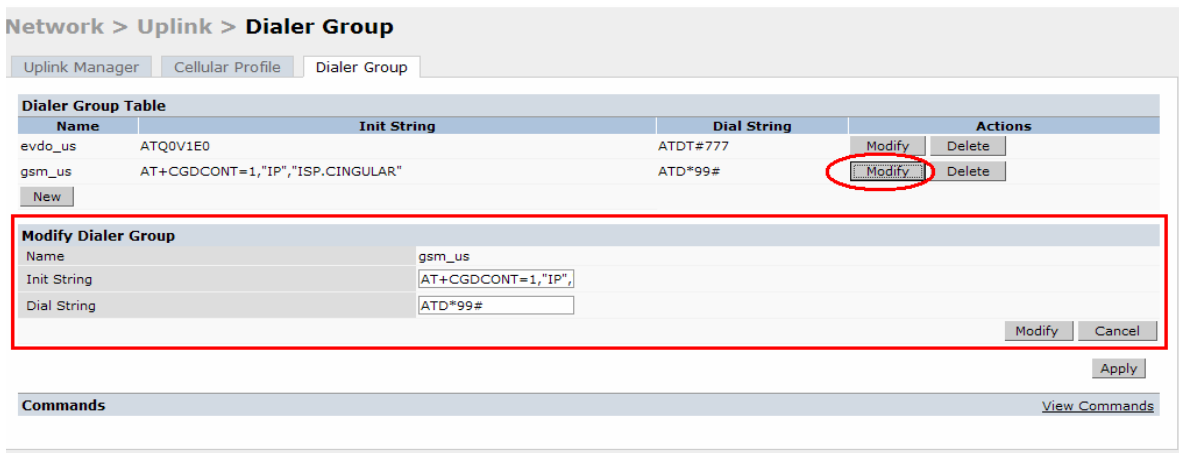 Network > Uplink > Dialer Group
Uplink Manager Cellular Profile Dialer Group
Dialer Group Table
Name Init String Dial String Actions
evdo_us ATQ0V1E0 ATDT#777 Modify Delete
gsm_us AT+CGDCONT=1,"IP","ISP.CINGULAR" ATD*99# Modify Delete
New
Modify Dialer Group
Name gsm_us
Init String AT+CGDCONT=1,"IP",
Dial String ATD*99#
Modify Cancel
Apply
Commands View Commands